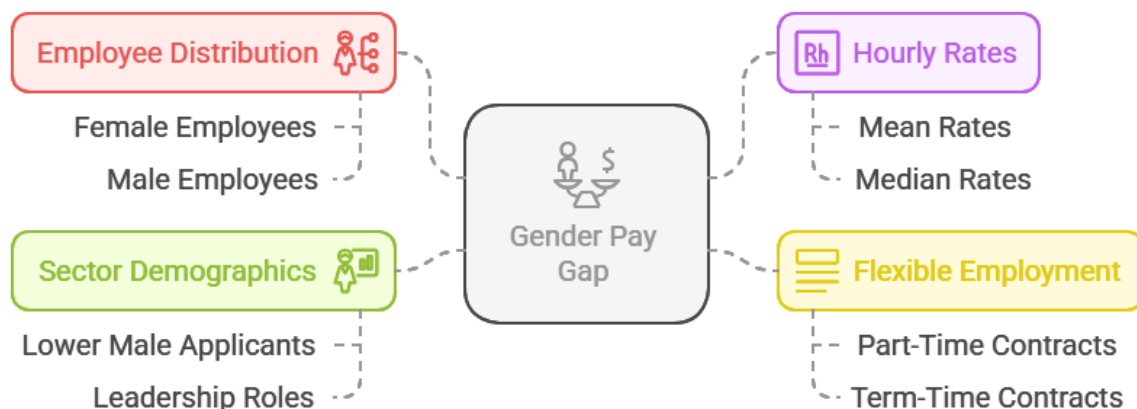 Employee Distribution
Female Employees
Male Employees
Sector Demographics
Lower Male Applicants
Leadership Roles
$
Gender Pay
Gap
Rh
Hourly Rates
Mean Rates
Median Rates
Flexible Employment
Part-Time Contracts
Term-Time Contracts